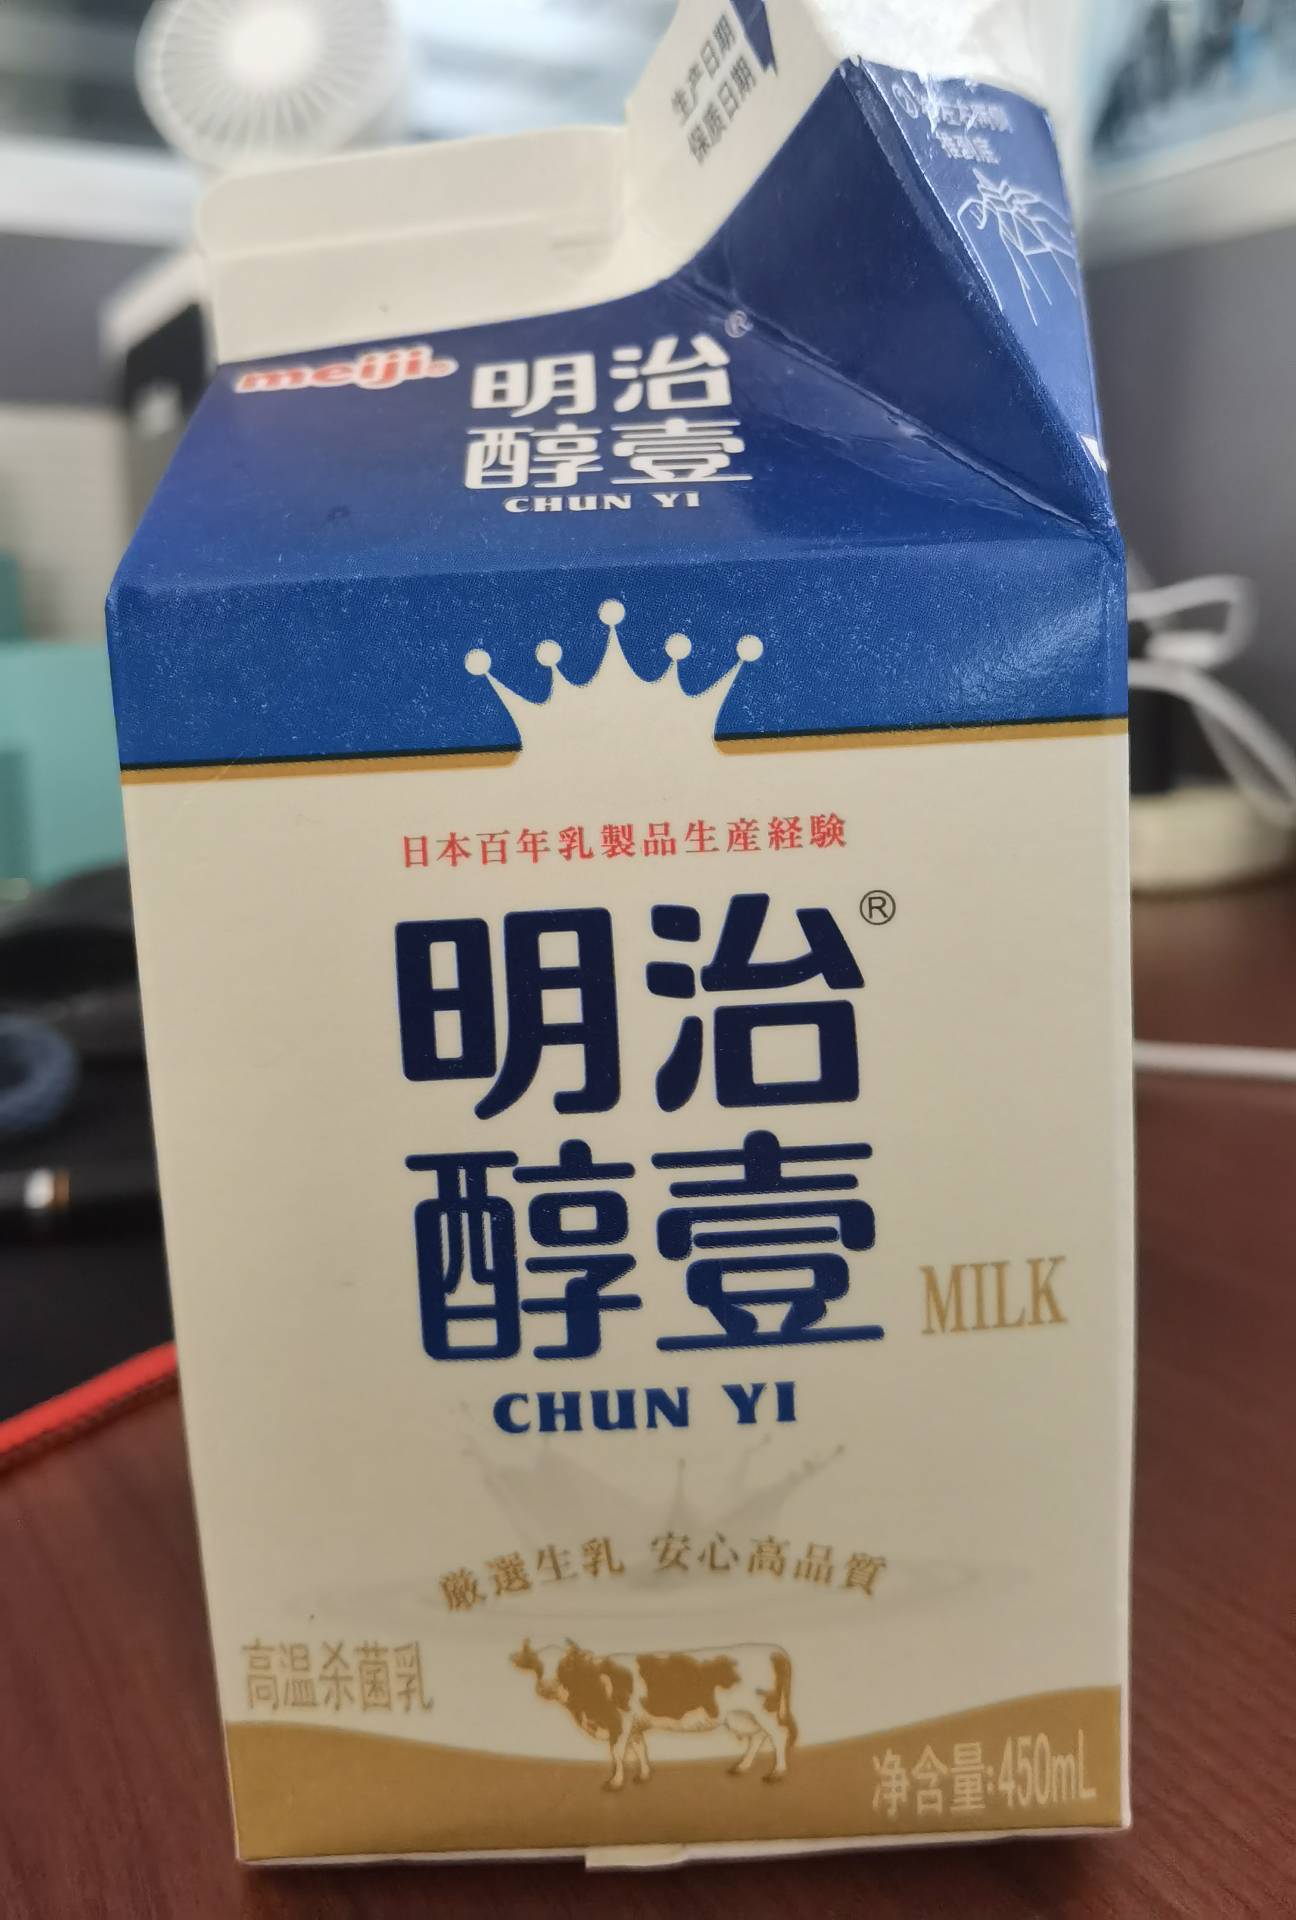 生产日期
保质日期
meiji
明治®
醇壹
CHUN YI
日本百年乳製品生産経験
明治®
醇壹
MILK
CHUN YI
厳選生乳 安心高品質
高温杀菌乳
净含量:450mL